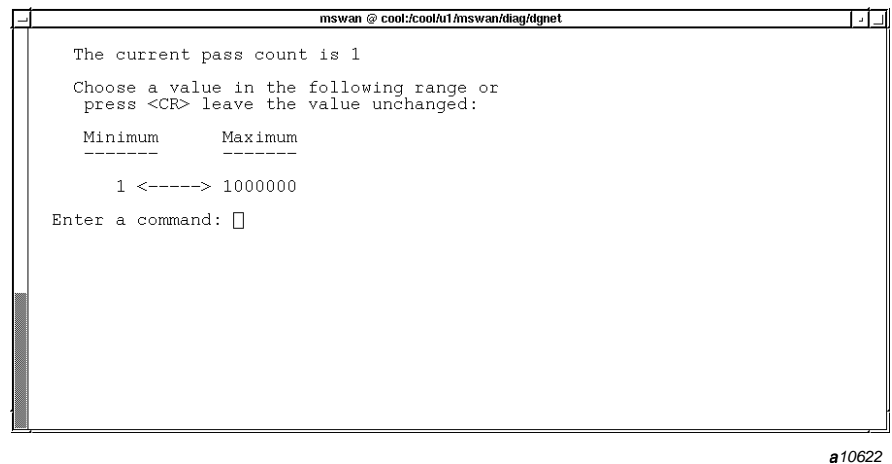 mswan @ cool:/cool/u1/mswan/diag/dgnet
The current pass count is 1
Choose a value in the following range or
press <CR> leave the value unchanged:
Minimum Maximum
------- -------
1 <-----> 1000000
Enter a command:
a10622